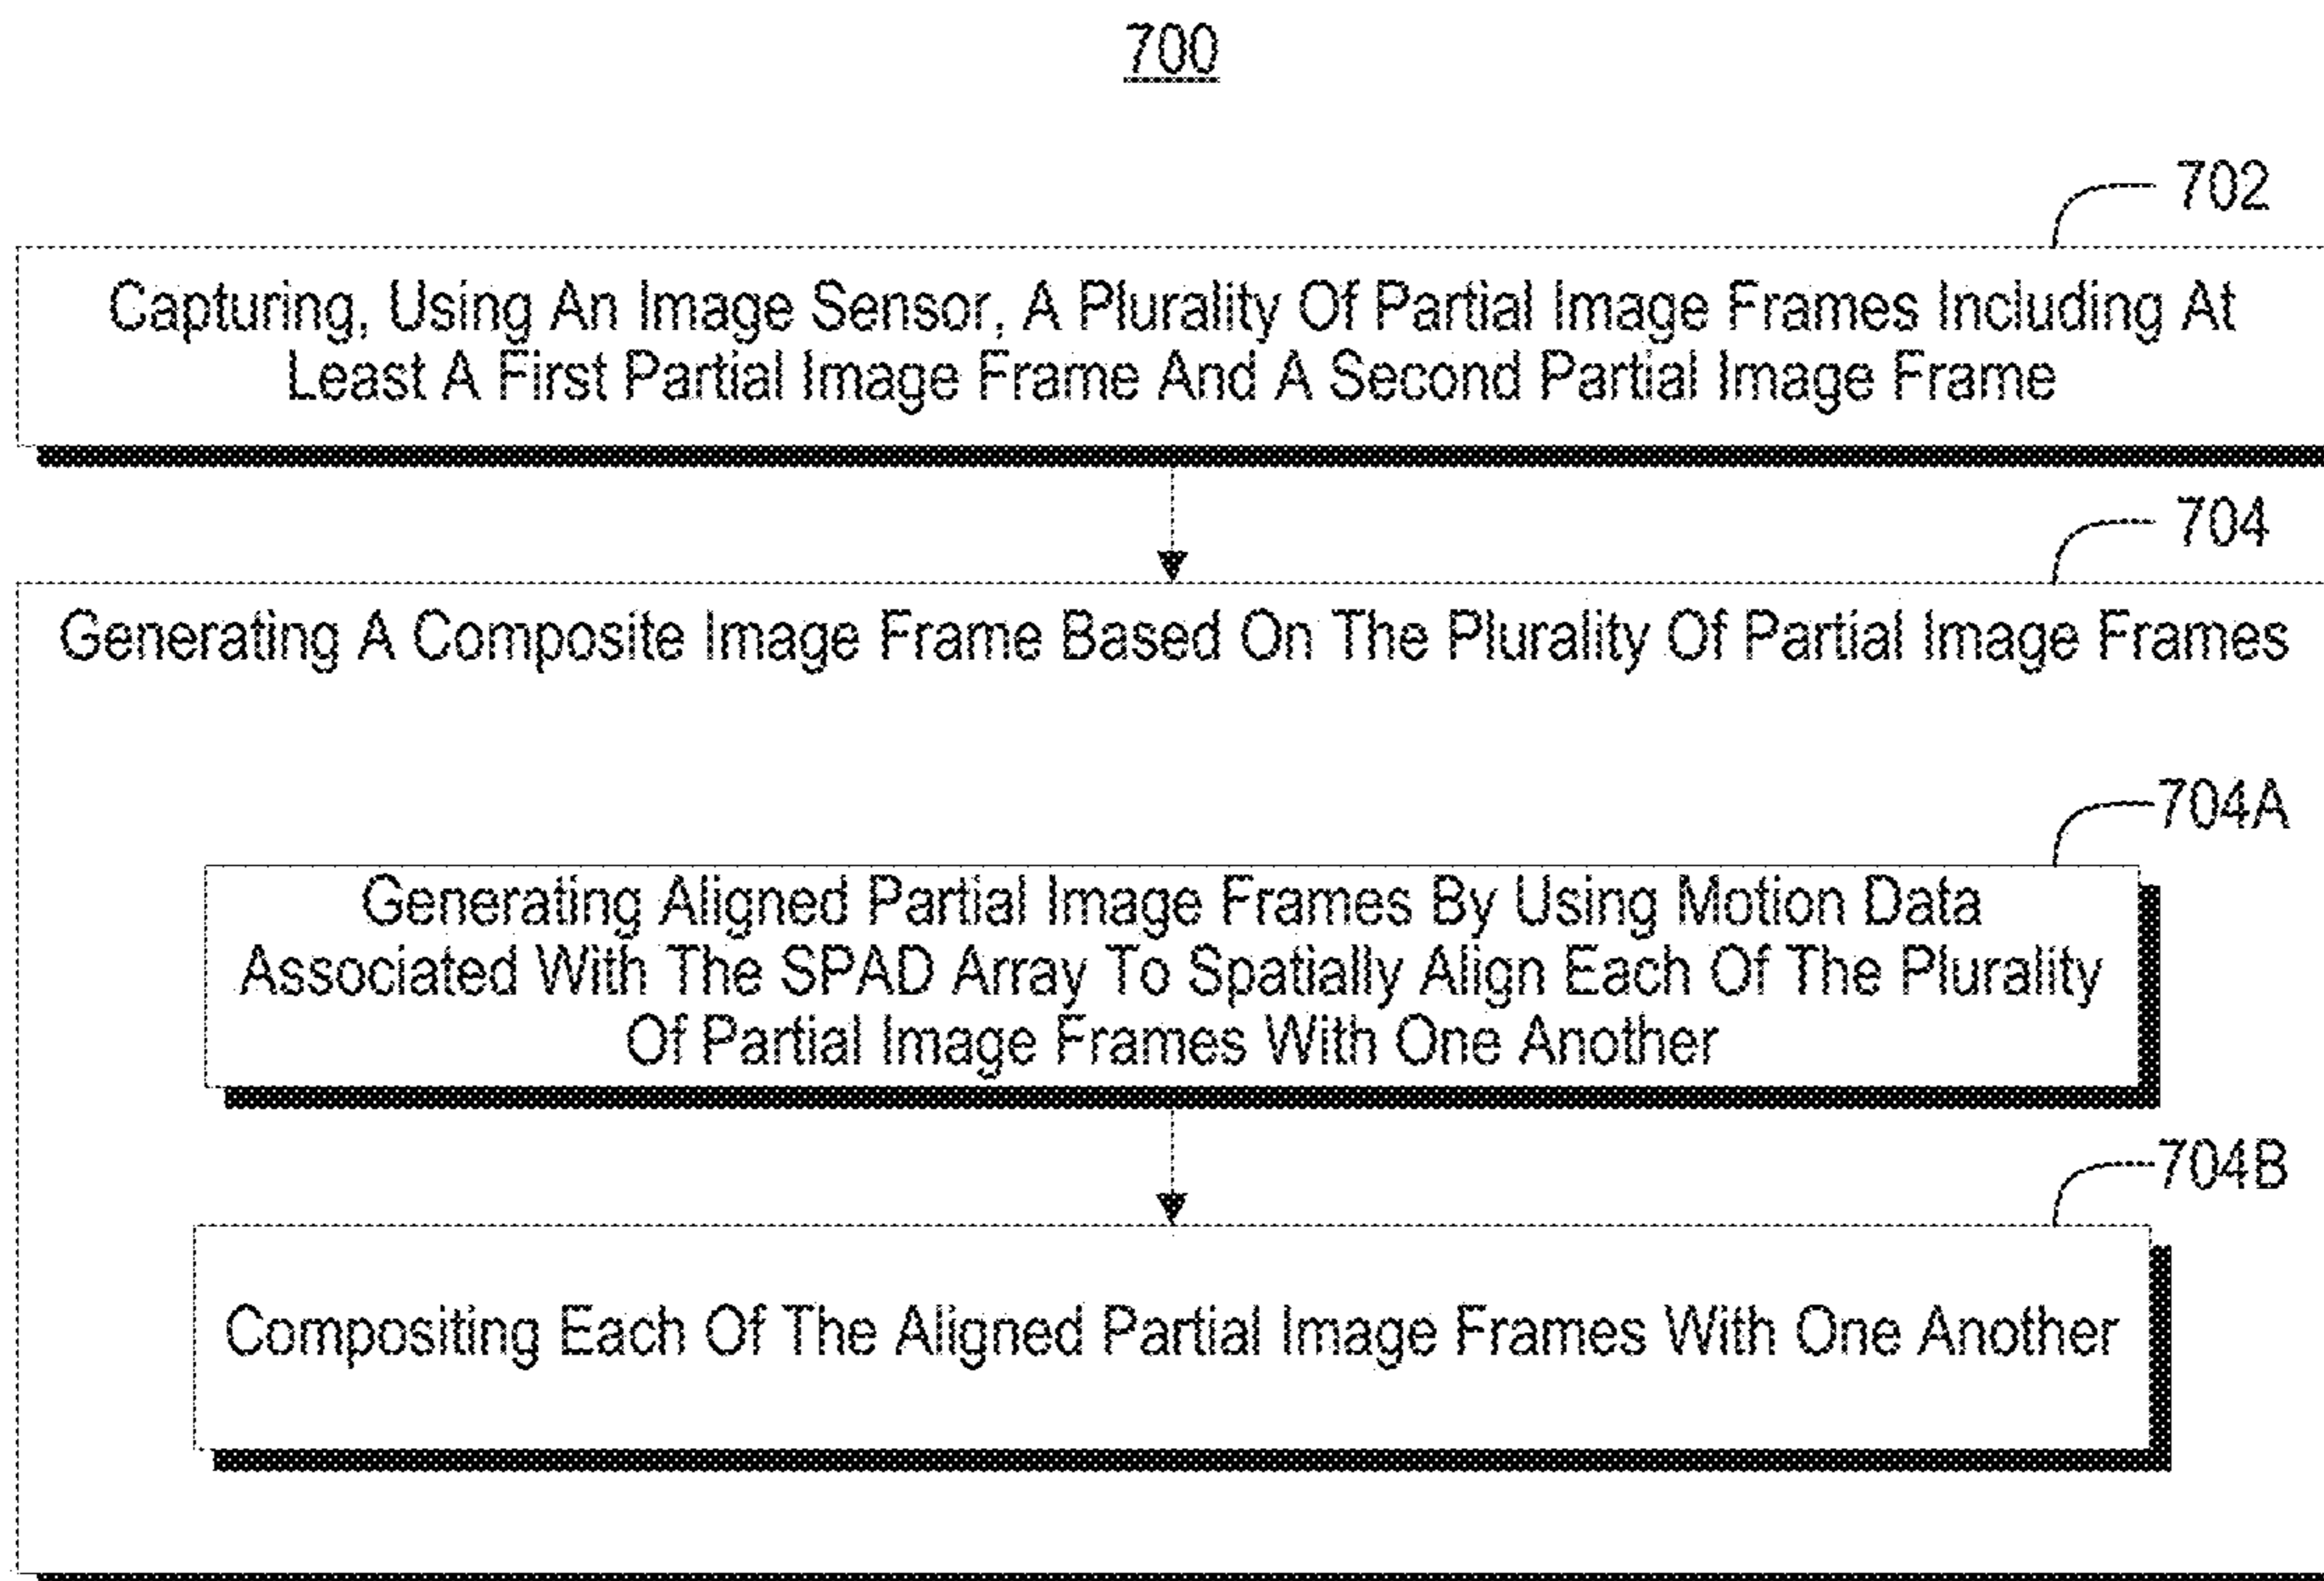 700
702
Capturing, Using An Image Sensor, A Plurality Of Partial Image Frames Including At
Least A First Partial Image Frame And A Second Partial Image Frame
704
Generating A Composite Image Frame Based On The Plurality Of Partial Image Frames
704A
Generating Aligned Partial Image Frames By Using Motion Data
Associated With The SPAD Array To Spatially Align Each Of The Plurality
Of Partial Image Frames With One Another
704B
Compositing Each Of The Aligned Partial Image Frames With One Another